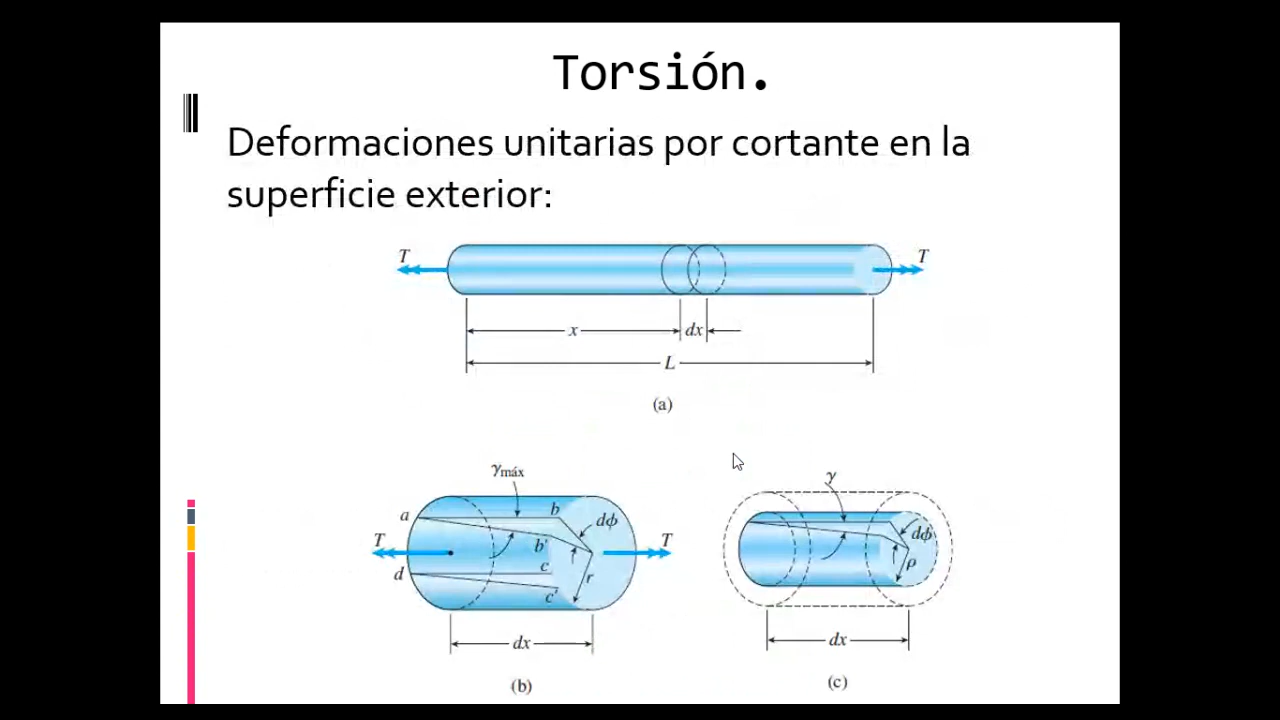 Torsión.
Deformaciones unitarias por cortante en la
superficie exterior:
T T
x dx
L
(a)
γmáx γ
a b dϕ dϕ
T b' T
d c r ρ
c'
dx dx
(b) (c)